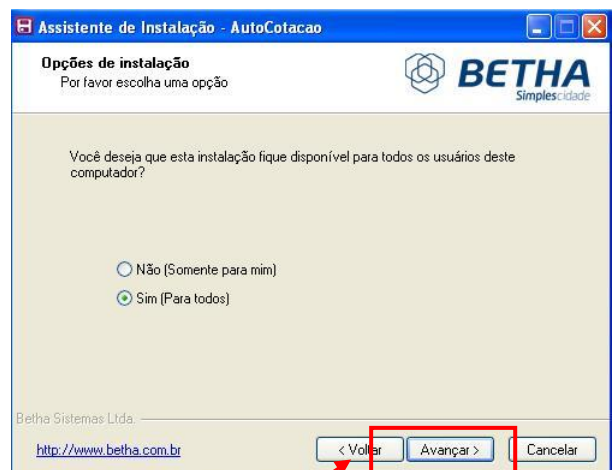 Assistente de Instalação - AutoCotacao
Opções de instalação
Por favor escolha uma opção
BETHA
Simplescidade
Você deseja que esta instalação fique disponível para todos os usuários deste
computador?
Não (Somente para mim)
Sim (Para todos)
Betha Sistemas Ltda.
http://www.betha.com.br
< Voltar
Avançar >
Cancelar